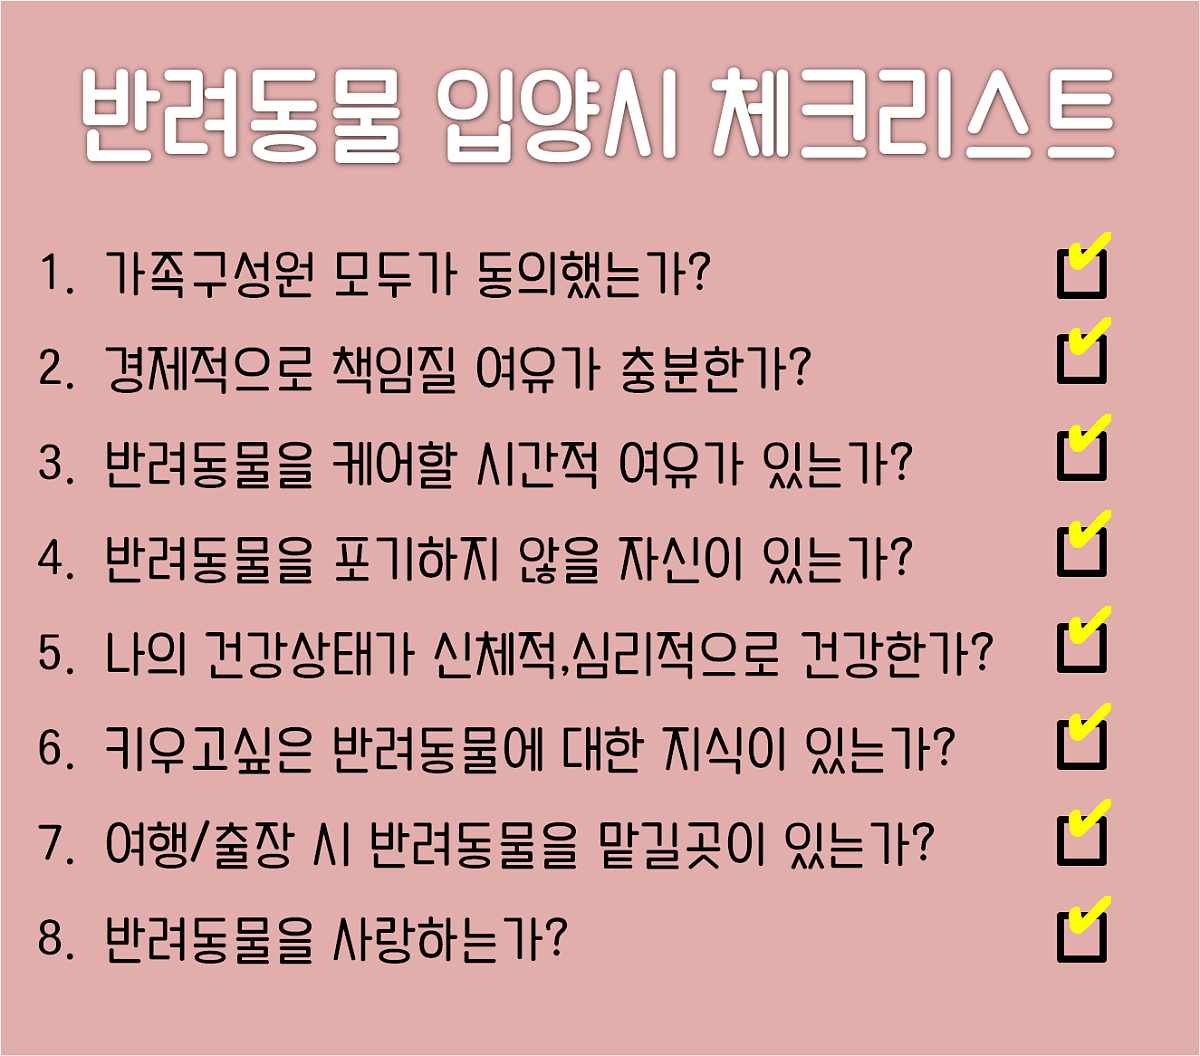 반려동물 입양시 체크리스트
1. 가족구성원 모두가 동의했는가?
2. 경제적으로 책임질 여유가 충분한가?
3. 반려동물을 케어할 시간적 여유가 있는가?
4. 반려동물을 포기하지 않을 자신이 있는가?
5. 나의 건강상태가 신체적,심리적으로 건강한가?
6. 키우고싶은 반려동물에 대한 지식이 있는가?
7. 여행/출장 시 반려동물을 맡길곳이 있는가?
8. 반려동물을 사랑하는가?